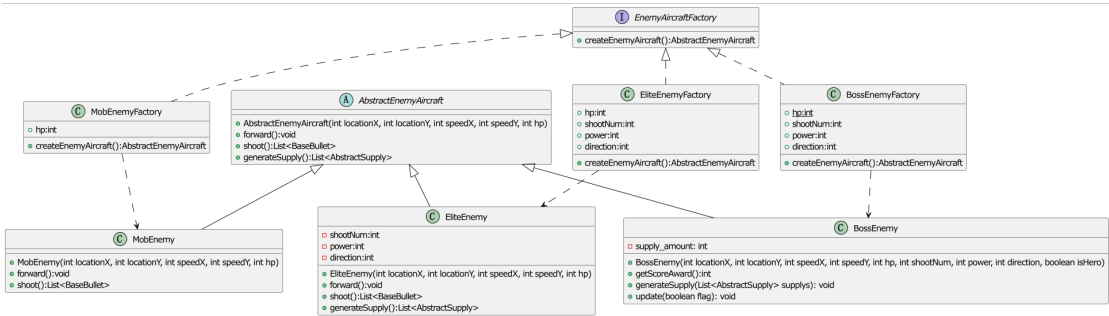 I EnemyAircraftFactory
createEnemyAircraft():AbstractEnemyAircraft
C MobEnemyFactory
hp:int
createEnemyAircraft():AbstractEnemyAircraft
A AbstractEnemyAircraft
AbstractEnemyAircraft(int locationX, int locationY, int speedX, int speedY, int hp)
forward():void
shoot():List<BaseBullet>
generateSupply():List<AbstractSupply>
C EliteEnemyFactory
hp:int
shootNum:int
power:int
direction:int
createEnemyAircraft():AbstractEnemyAircraft
C BossEnemyFactory
hp:int
shootNum:int
power:int
direction:int
createEnemyAircraft():AbstractEnemyAircraft
C MobEnemy
MobEnemy(int locationX, int locationY, int speedX, int speedY, int hp)
forward():void
shoot():List<BaseBullet>
C EliteEnemy
shootNum:int
power:int
direction:int
EliteEnemy(int locationX, int locationY, int speedX, int speedY, int hp)
forward():void
shoot():List<BaseBullet>
generateSupply():List<AbstractSupply>
C BossEnemy
supply_amount: int
BossEnemy(int locationX, int locationY, int speedX, int speedY, int hp, int shootNum, int power, int direction, boolean isHero)
getScoreAward():int
generateSupply(List<AbstractSupply> supplys): void
update(boolean flag): void